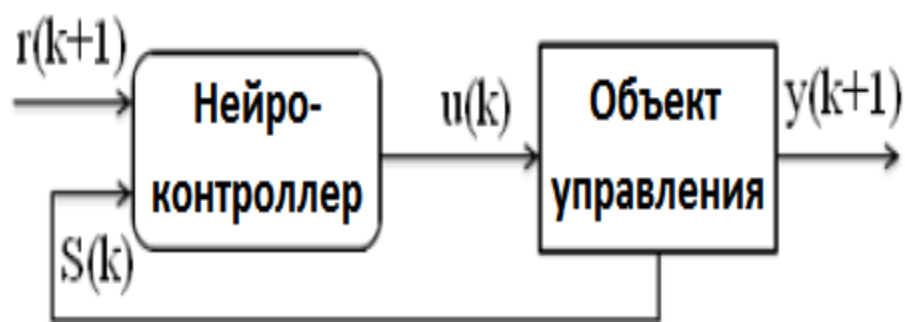 r(k+1)
Нейро-
контроллер
u(k)
Объект
управления
y(k+1)
S(k)